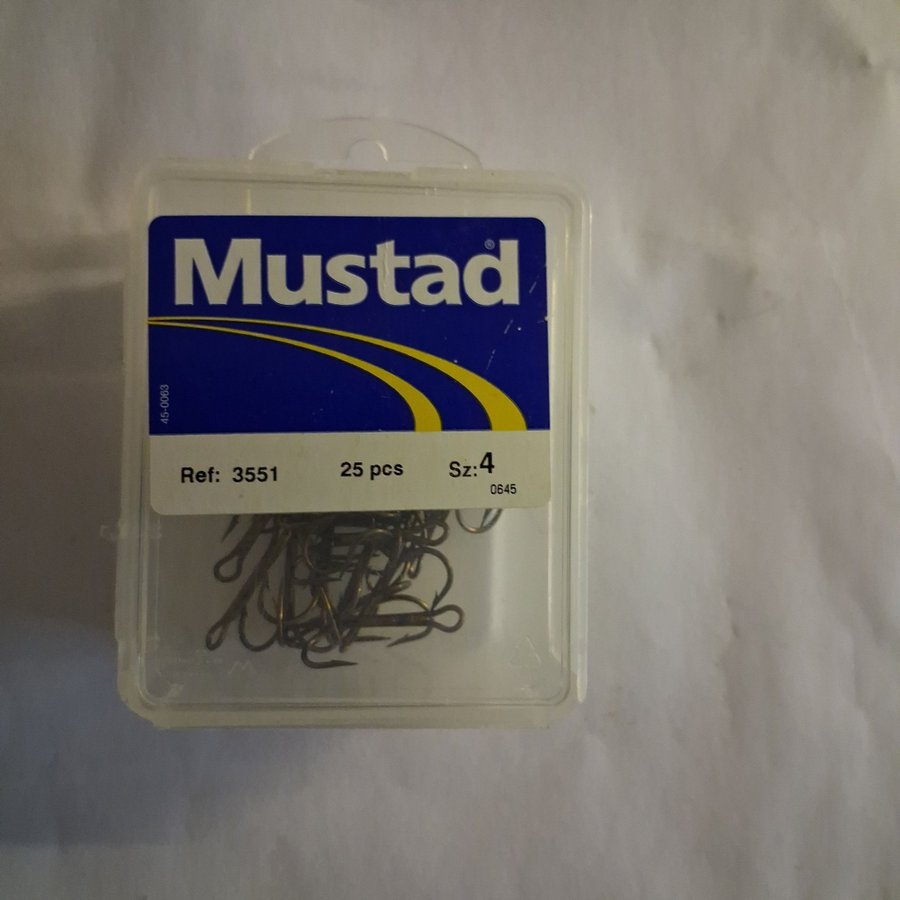 Mustad®
45-0063
Ref: 3551 25 pcs Sz:4
0645